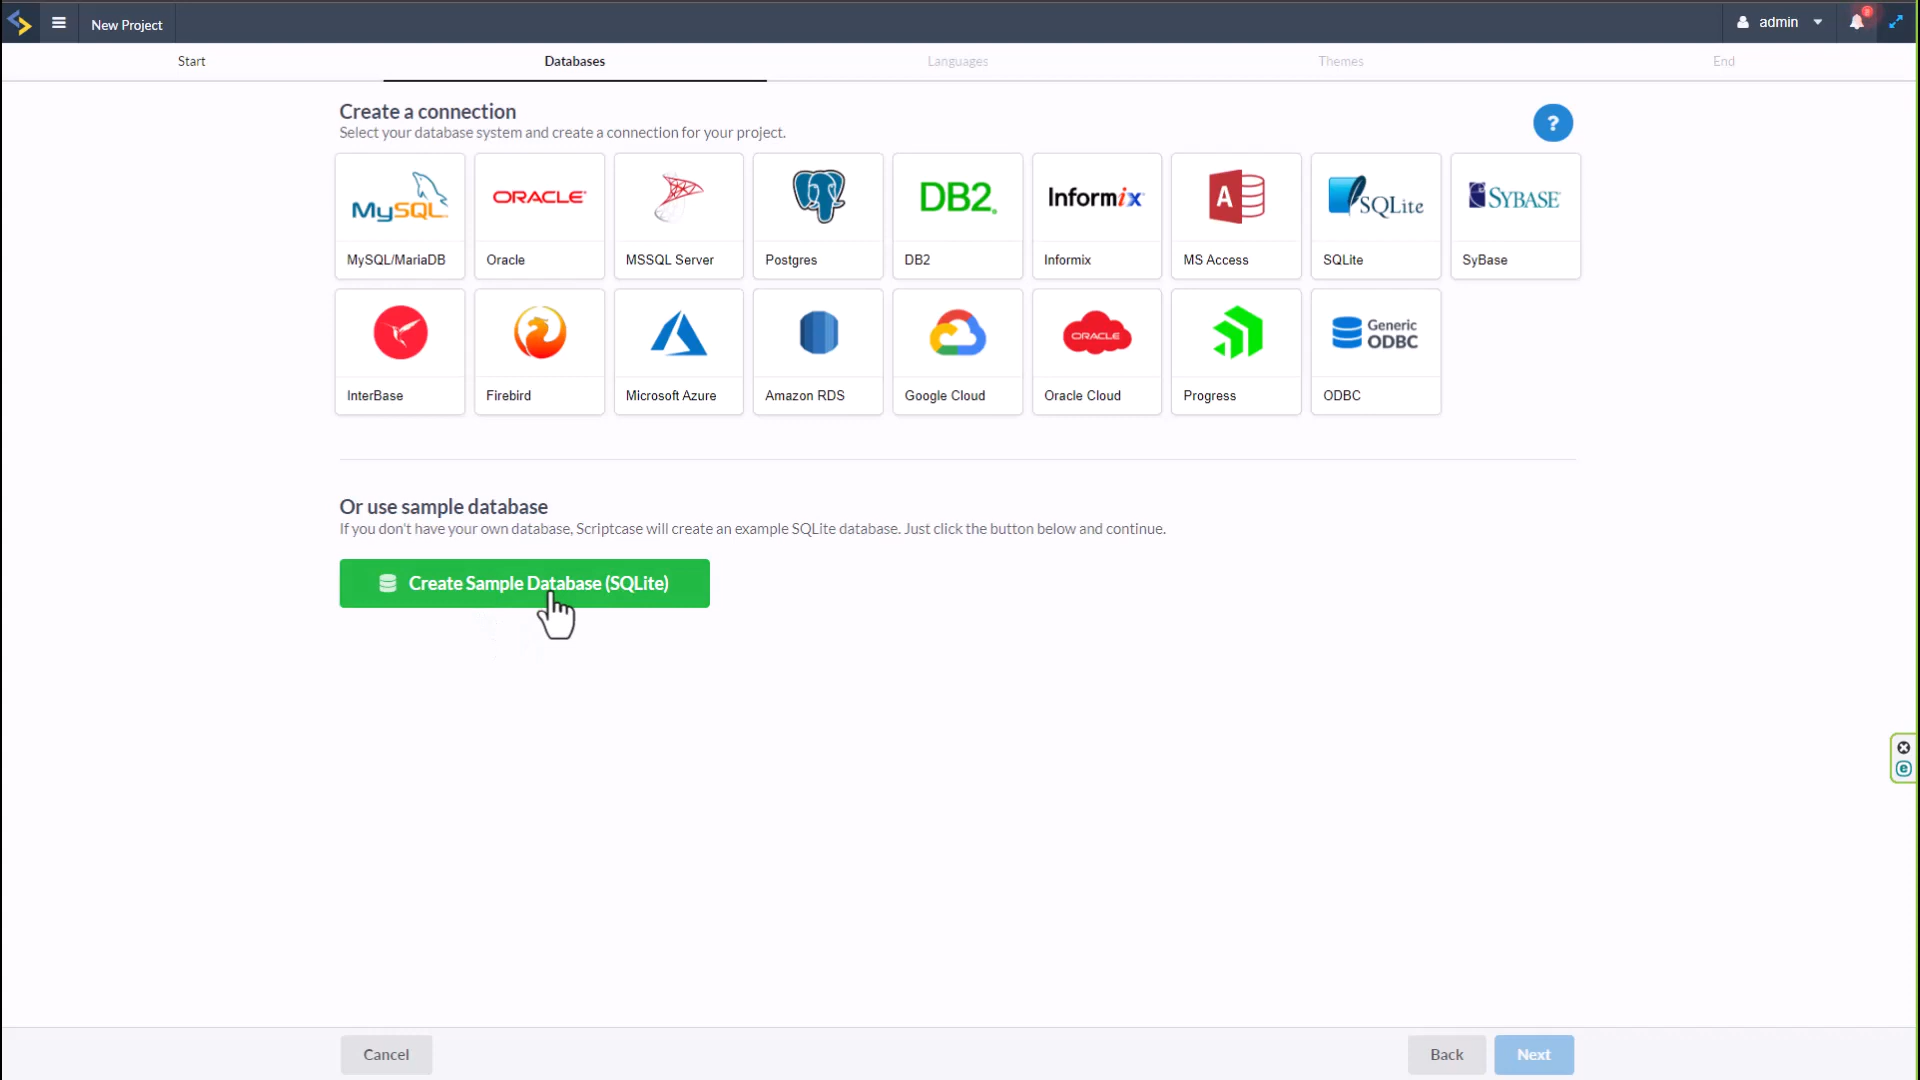 New Project
admin
8
Start
Databases
Languages
Themes
End
Create a connection
Select your database system and create a connection for your project.
?
MySQL
ORACLE
DB2
Informix
A
SQLite
SYBASE
MySQL/MariaDB
Oracle
MSSQL Server
Postgres
DB2
Informix
MS Access
SQLite
SyBase
ORACLE
Generic
ODBC
InterBase
Firebird
Microsoft Azure
Amazon RDS
Google Cloud
Oracle Cloud
Progress
ODBC
Or use sample database
If you don't have your own database, Scriptcase will create an example SQLite database. Just click the button below and continue.
Create Sample Database (SQLite)
Cancel
Back
Next